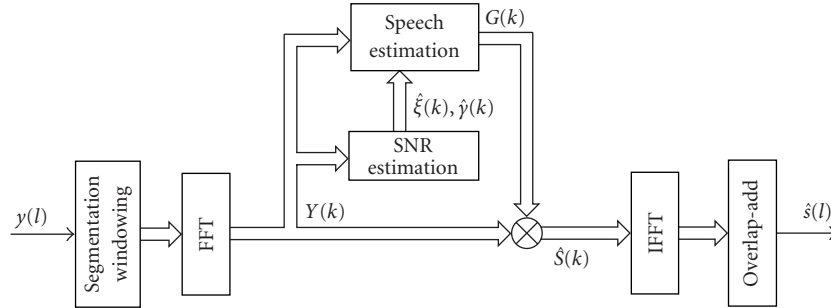 Speech
estimation
G(k)
ξ̂(k), γ̂(k)
SNR
estimation
y(l)
Segmentation
windowing
FFT
Y(k)
Ŝ(k)
IFFT
Overlap-add
ŝ(l)